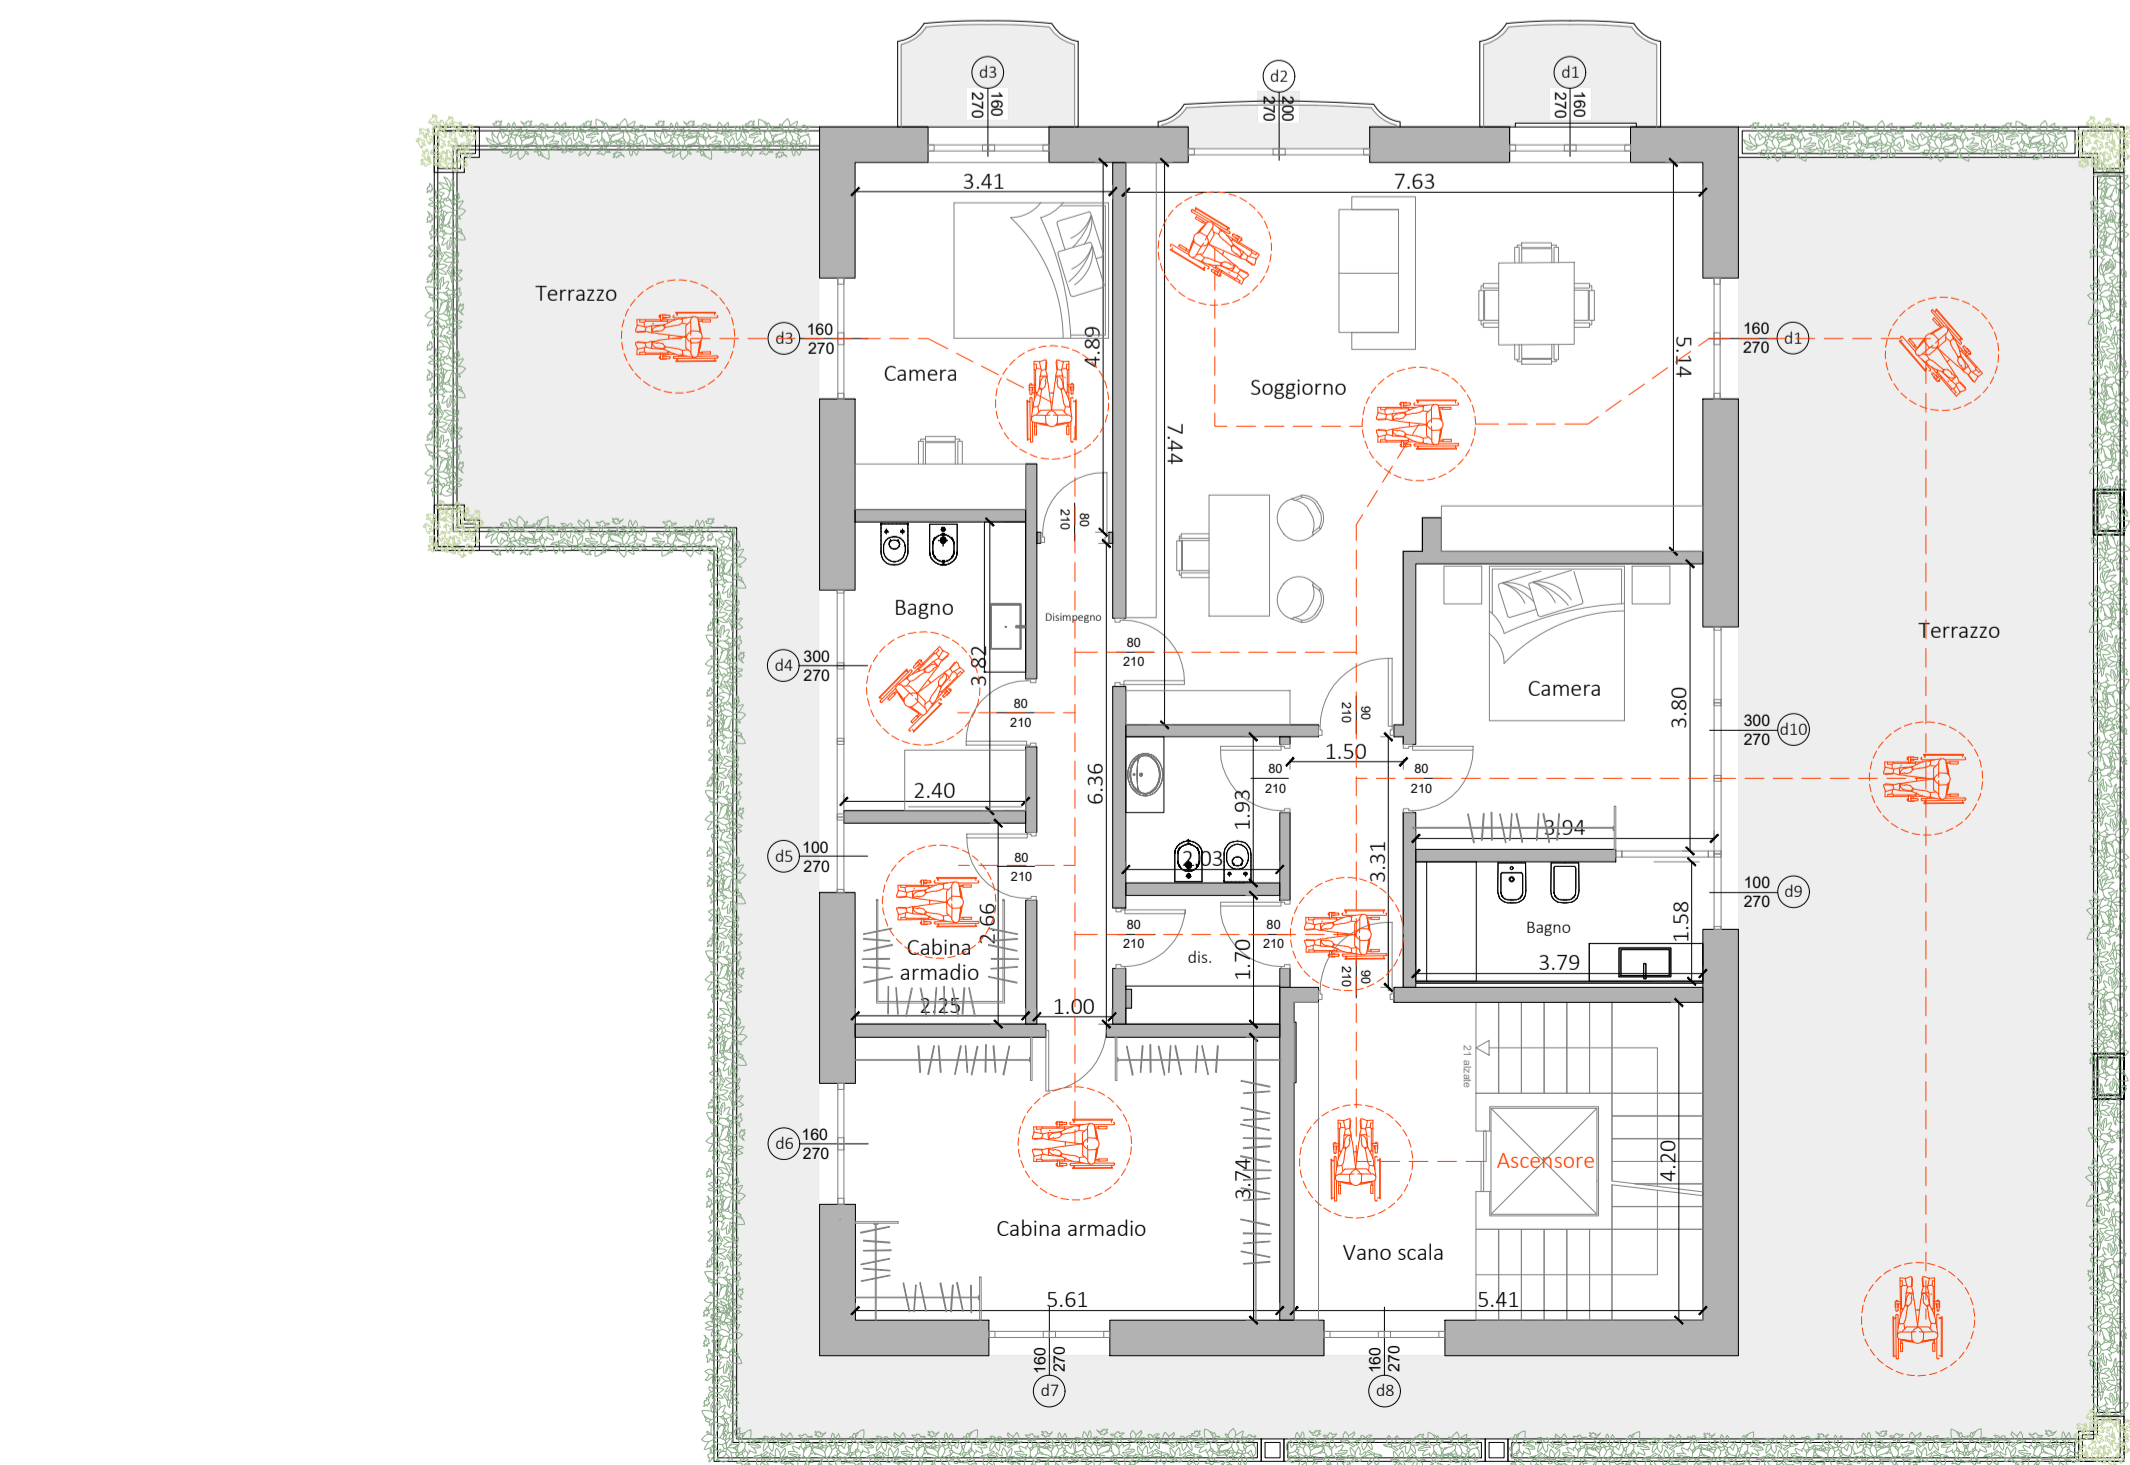 d3
160
270
d2
200
270
d1
160
270
3.41
7.63
Terrazzo
d3
160
270
4.89
Camera
Soggiorno
5.14
160
270
d1
7.44
80
210
Bagno
Disimpegno
3.82
d4
300
270
80
210
80
210
90
210
Camera
3.80
Terrazzo
300
270
d10
1.50
80
210
80
210
2.40
6.36
1.93
3.94
d5
100
270
80
210
2.03
3.31
100
270
d9
Cabina
armadio
2.66
2.25
1.00
80
210
80
210
dis.
1.70
90
210
Bagno
1.58
3.79
21 alzate
d6
160
270
3.74
Ascensore
4.20
Cabina armadio
Vano scala
5.61
5.41
160
270
d7
160
270
d8